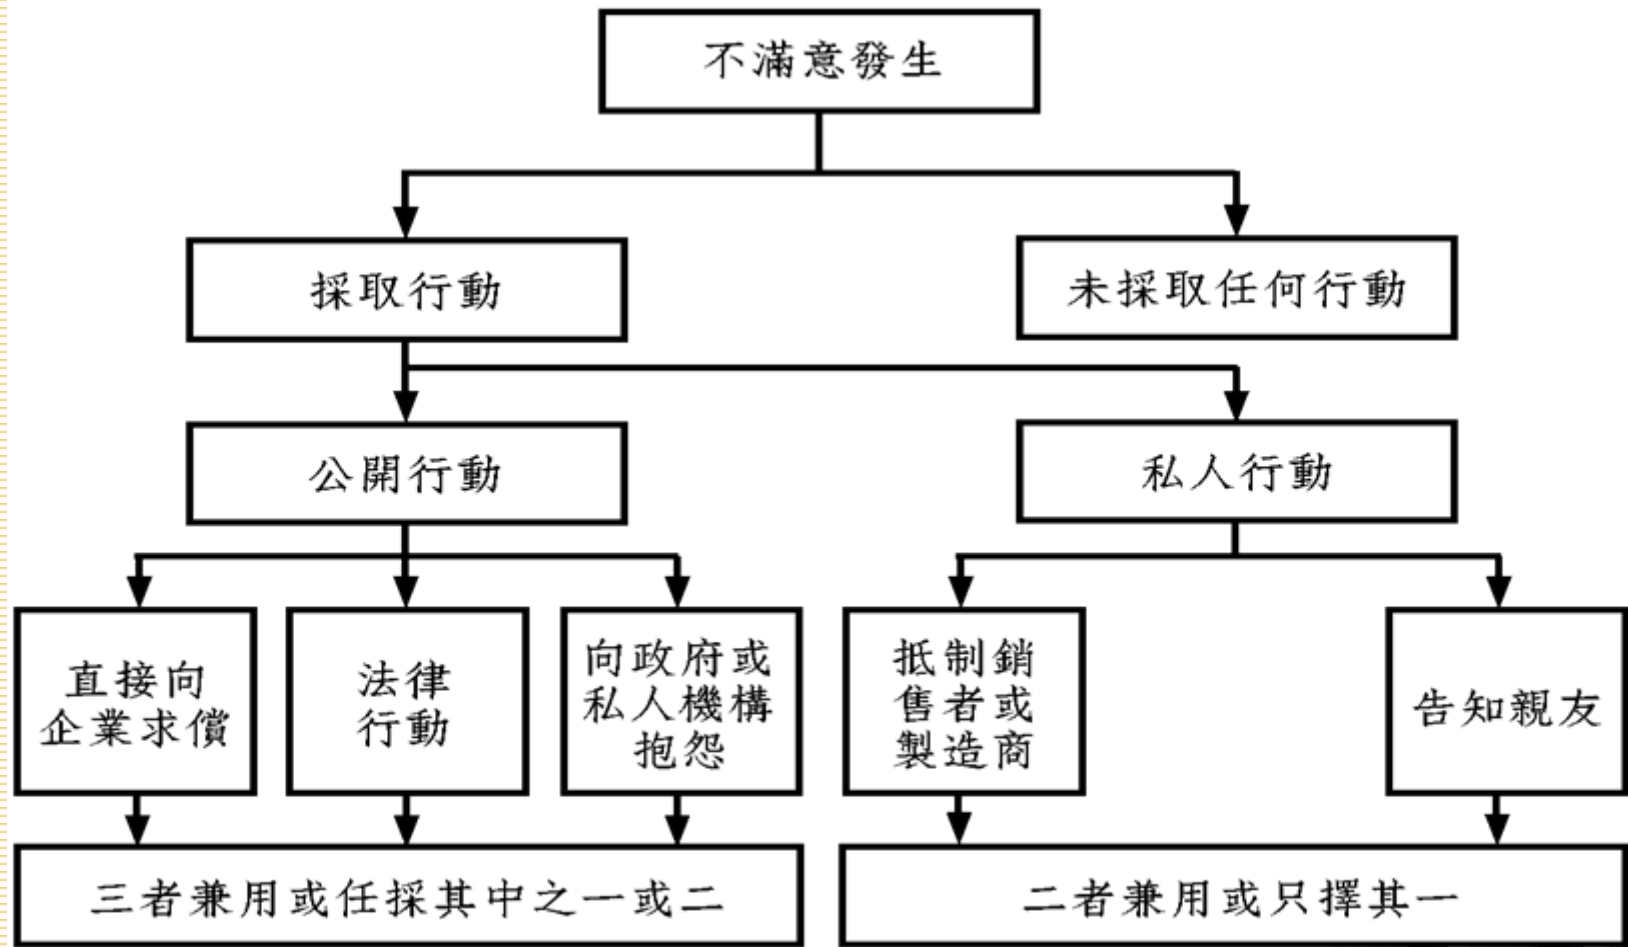 不滿意發生
採取行動
未採取任何行動
公開行動
私人行動
直接向
企業求償
法律
行動
向政府或
私人機構
抱怨
抵制銷
售者或
製造商
告知親友
三者兼用或任採其中之一或二
二者兼用或只擇其一